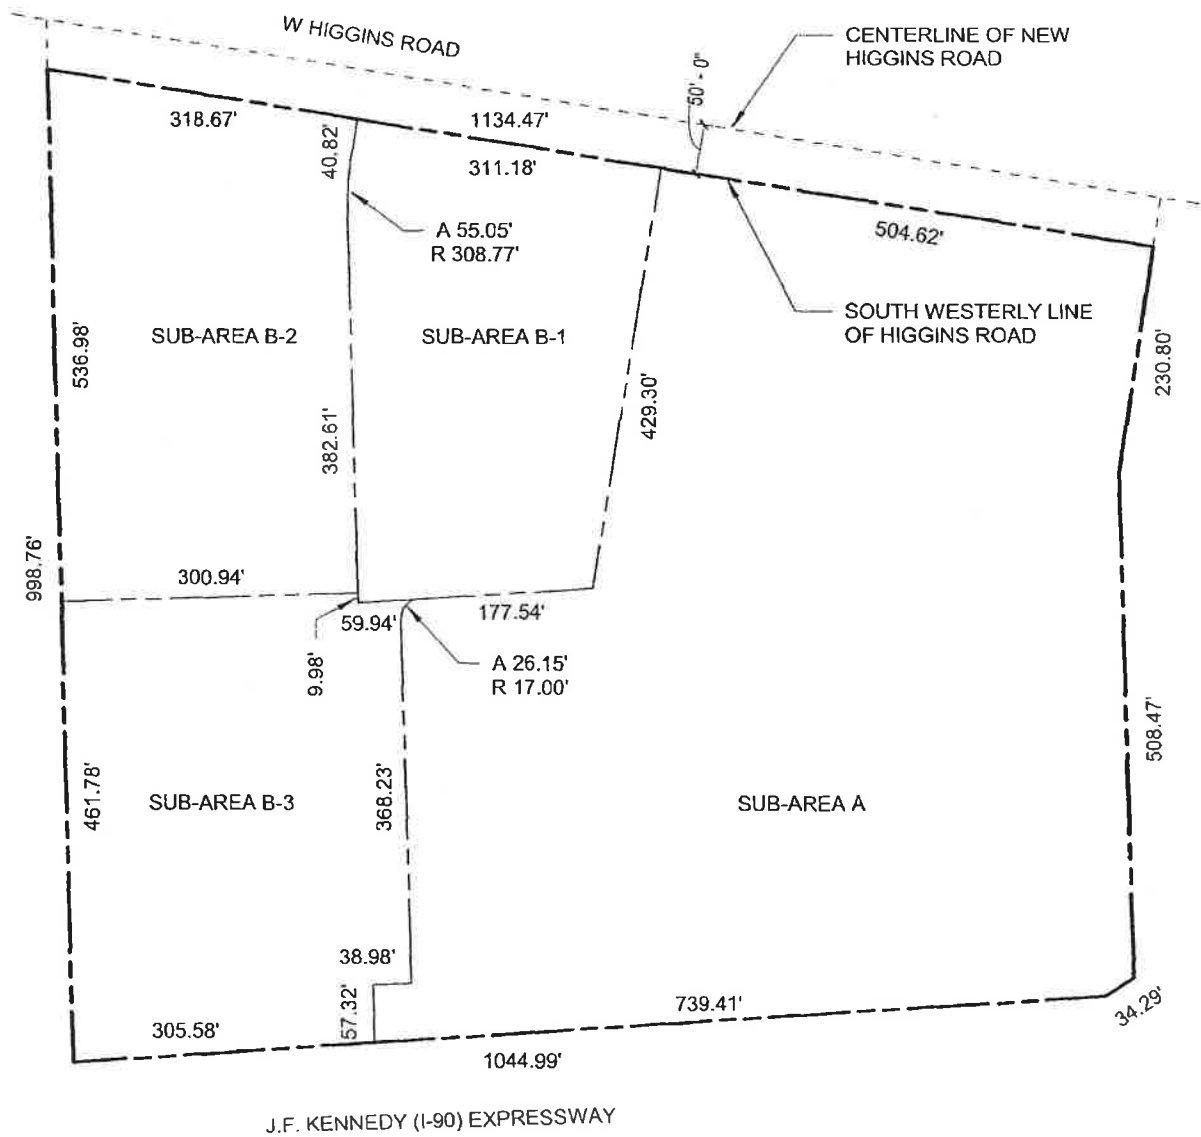 W HIGGINS ROAD
CENTERLINE OF NEW
HIGGINS ROAD
50' - 0"
318.67'
1134.47'
40.82'
311.18'
504.62'
A 55.05'
R 308.77'
SOUTH WESTERLY LINE
OF HIGGINS ROAD
SUB-AREA B-2
SUB-AREA B-1
536.98'
230.80'
429.30'
382.61'
998.76'
300.94'
59.94'
177.54'
9.98'
A 26.15'
R 17.00'
508.47'
461.78'
SUB-AREA B-3
368.23'
SUB-AREA A
38.98'
57.32'
305.58'
739.41'
34.29'
1044.99'
J.F. KENNEDY (I-90) EXPRESSWAY